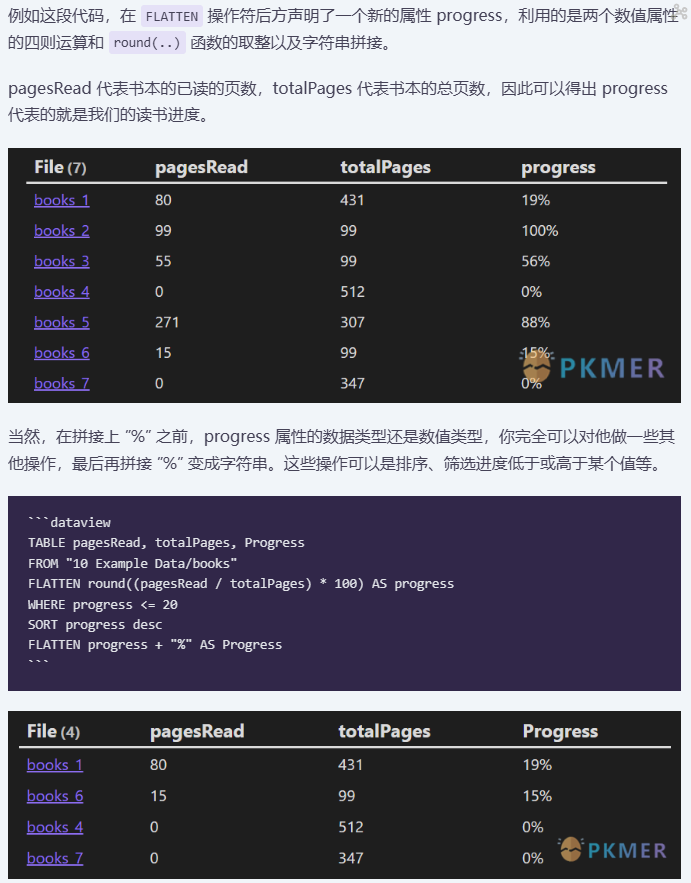 例如这段代码，在 FLATTEN 操作符后方声明了一个新的属性 progress，利用的是两个数值属性的四则运算和 round(..) 函数的取整以及字符串拼接。
pagesRead 代表书本的已读的页数，totalPages 代表书本的总页数，因此可以得出 progress 代表的就是我们的读书进度。
File (7) pagesRead totalPages progress
books 1 80 431 19%
books 2 99 99 100%
books 3 55 99 56%
books 4 0 512 0%
books 5 271 307 88%
books 6 15 99 15%
books 7 0 347 0%
PKMER
当然，在拼接上 "%" 之前，progress 属性的数据类型还是数值类型，你完全可以对他做一些其他操作，最后再拼接 "%" 变成字符串。这些操作可以是排序、筛选进度低于或高于某个值等。
```dataview
TABLE pagesRead, totalPages, Progress
FROM "10 Example Data/books"
FLATTEN round((pagesRead / totalPages) * 100) AS progress
WHERE progress <= 20
SORT progress desc
FLATTEN progress + "%" AS Progress
```
File (4) pagesRead totalPages Progress
books 1 80 431 19%
books 6 15 99 15%
books 4 0 512 0%
books 7 0 347 0%
PKMER